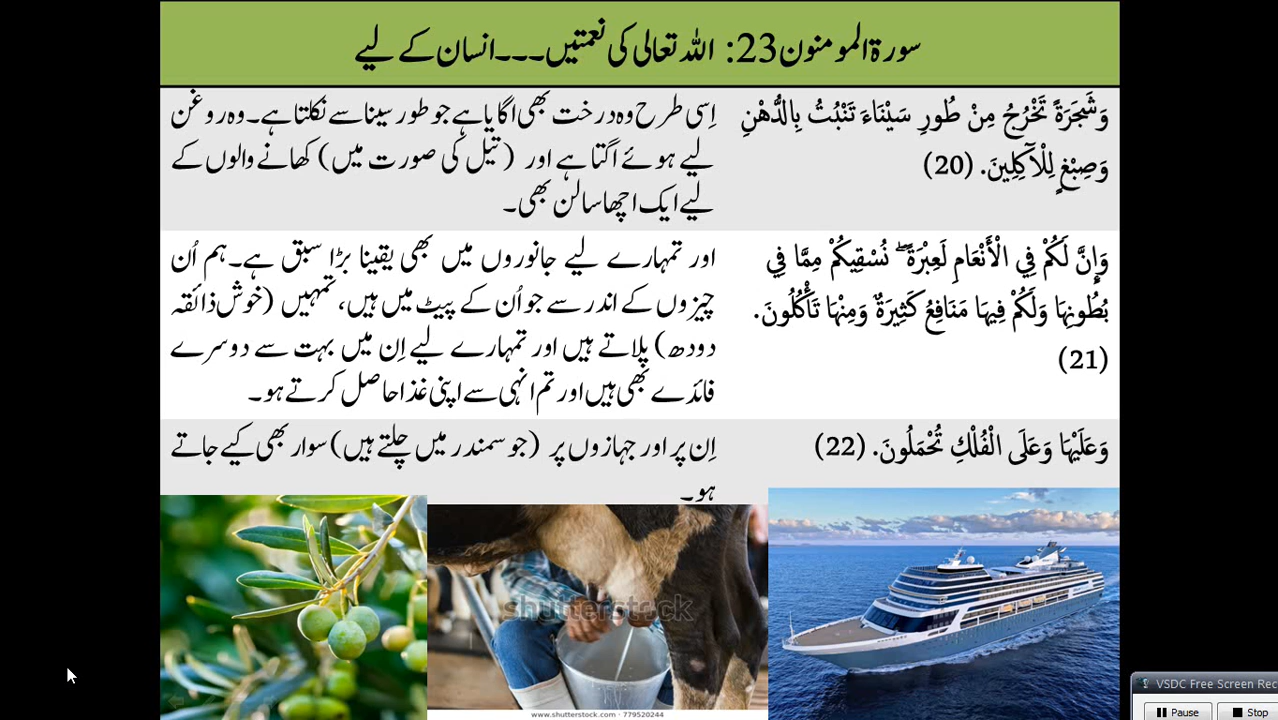 سورۃ المومنون23: اللہ تعالی کی نعمتیں۔۔۔انسان کے لیے
وَشَجَرَةً تَخْرُجُ مِنْ طُورِ سَيْنَاءَ تَنْبُتُ بِالدُّهْنِ
وَصِبْغٍ لِلْآكِلِينَ. (20)
اِسی طرح وہ درخت بھی اگایا ہے جو طور سینا سے نکلتا ہے۔ وہ روغن
لیے ہوئے اگتا ہے اور (تیل کی صورت میں) کھانے والوں کے
لیے ایک اچھا سالن بھی۔
وَإِنَّ لَكُمْ فِي الْأَنْعَامِ لَعِبْرَةً ۖ نُسْقِيكُمْ مِمَّا فِي
بُطُونِهَا وَلَكُمْ فِيهَا مَنَافِعُ كَثِيرَةٌ وَمِنْهَا تَأْكُلُونَ.
(21)
اور تمہارے لیے جانوروں میں بھی یقینا بڑا سبق ہے۔ ہم اُن
چیزوں کے اندر سے جو اُن کے پیٹ میں ہیں، تمہیں (خوش ذائقہ
دودھ) پلاتے ہیں اور تمہارے لیے اِن میں بہت سے دوسرے
فائدے بھی ہیں اور تم انہی سے اپنی غذا حاصل کرتے ہو۔
وَعَلَيْهَا وَعَلَى الْفُلْكِ تُحْمَلُونَ. (22)
اِن پر اور جہازوں پر (جو سمندر میں چلتے ہیں) سوار بھی کیے جاتے
ہو۔
shutterstock
www.shutterstock.com · 779520244
VSDC Free Screen Rec
Pause
Stop